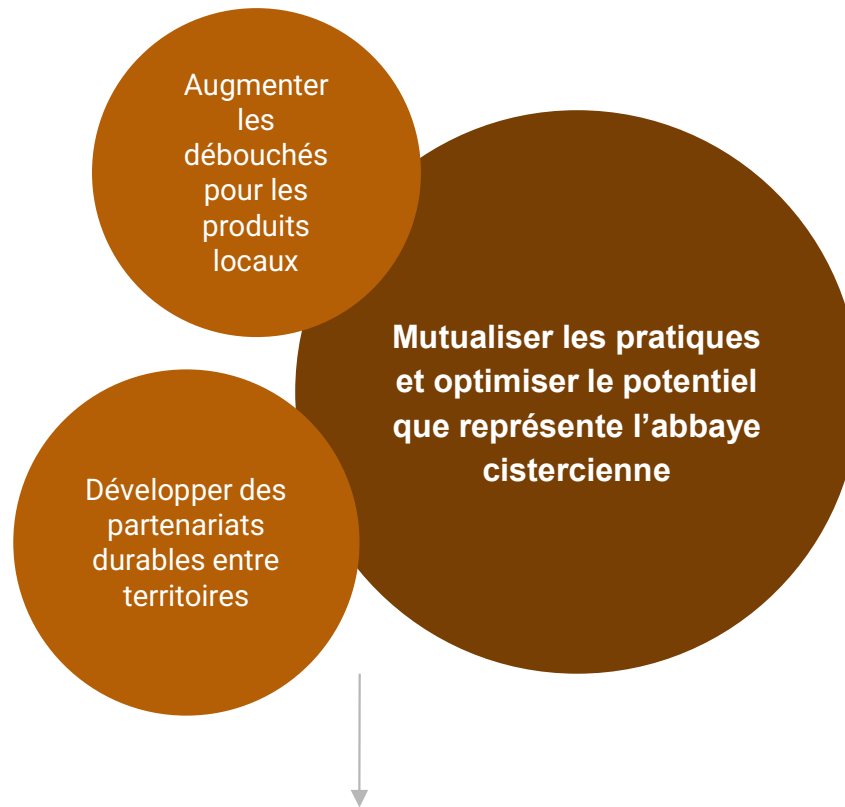 Augmenter
les
débouchés
pour les
produits
locaux
Mutualiser les pratiques
et optimiser le potentiel
que représente l’abbaye
cistercienne
Développer des
partenariats
durables entre
territoires